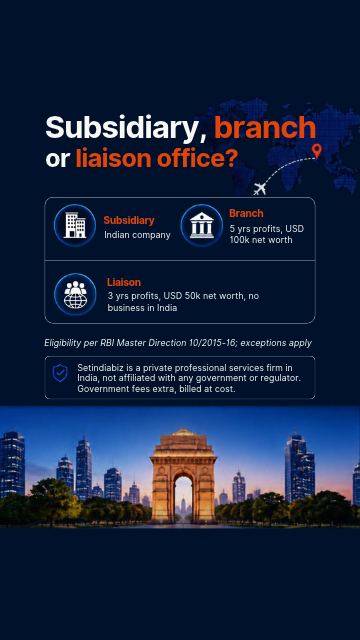 Subsidiary, branch
or liaison office?
Subsidiary
Indian company
Branch
5 yrs profits, USD
100k net worth
Liaison
3 yrs profits, USD 50k net worth, no
business in India
Eligibility per RBI Master Direction 10/2015-16; exceptions apply
Setindiabiz is a private professional services firm in
India, not affiliated with any government or regulator.
Government fees extra, billed at cost.